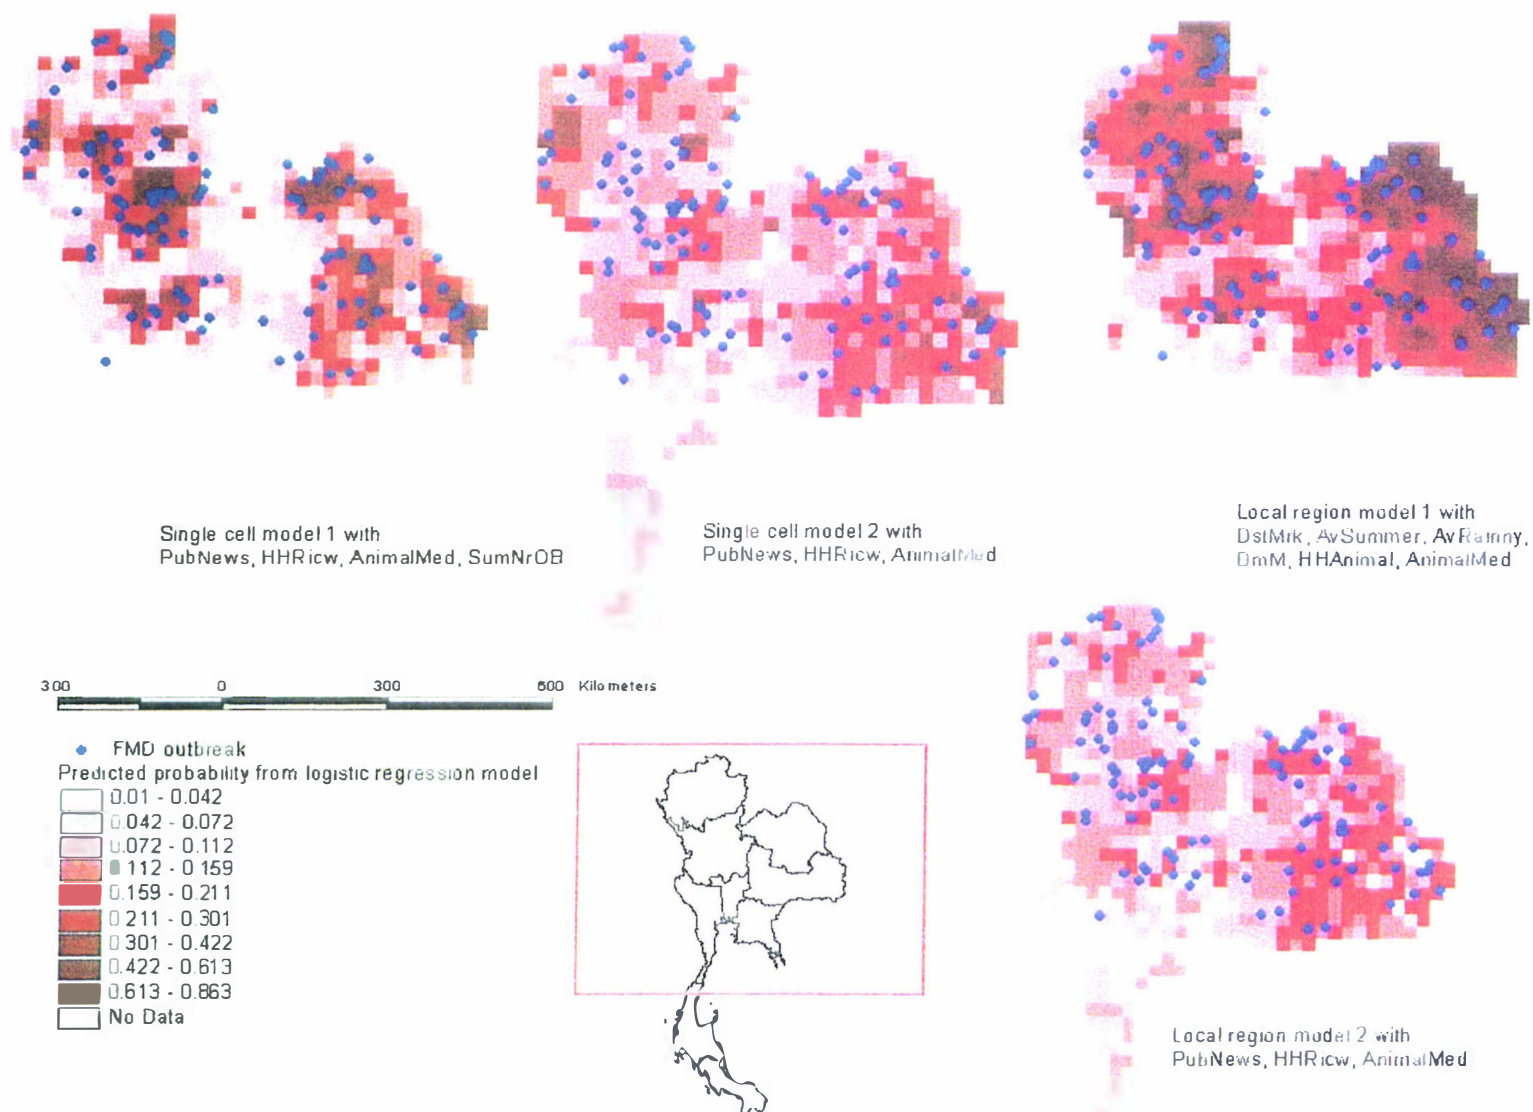 Single cell model 1 with
PubNews, HHRicw, AnimalMed, SumNrOB
Single cell model 2 with
PubNews, HHRicw, AnimalMed
Local region model 1 with
DstMrk, AvSummer, AvRainny,
DmM, HHAnimal, AnimalMed
300 0 300 600 Kilometers
FMD outbreak
Predicted probability from logistic regression model
0.01 - 0.042
0.042 - 0.072
0.072 - 0.112
0.112 - 0.159
0.159 - 0.211
0.211 - 0.301
0.301 - 0.422
0.422 - 0.613
0.613 - 0.863
No Data
Local region model 2 with
PubNews, HHRicw, AnimalMed